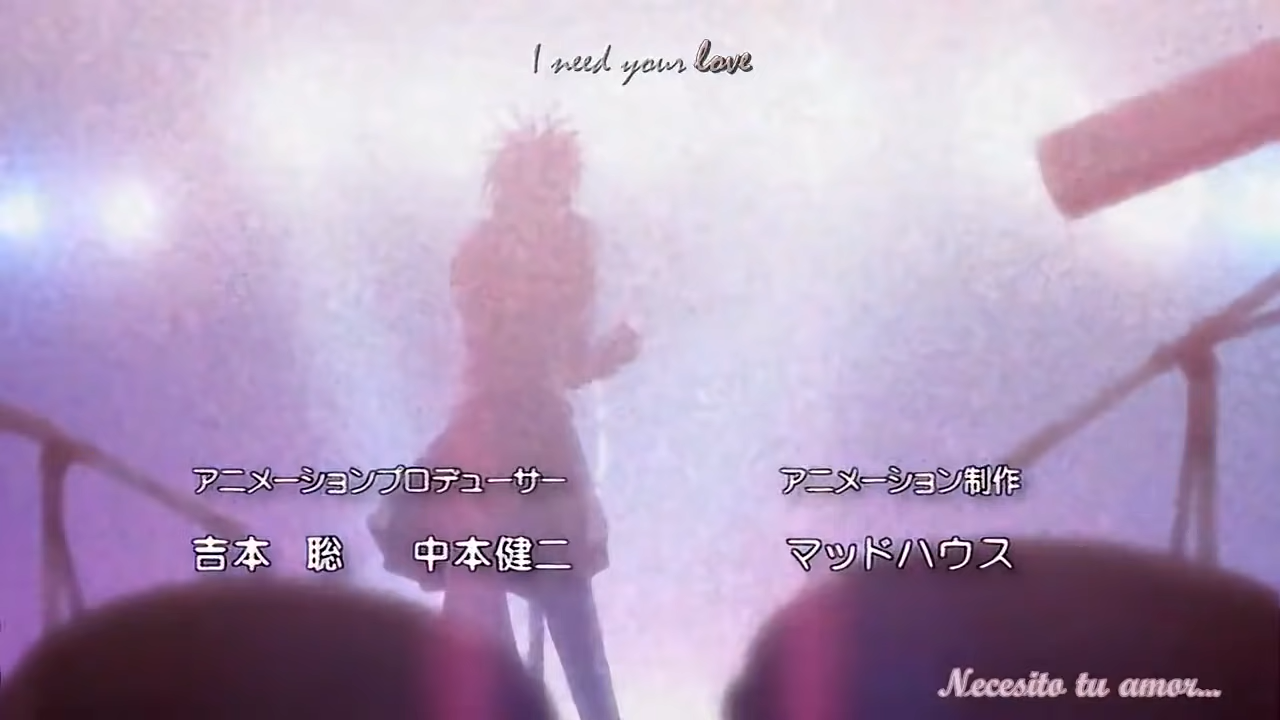 I need your love
アニメーションプロデューサー
吉本 聡 中本健二
アニメーション制作
マッドハウス
Necesito tu amor...